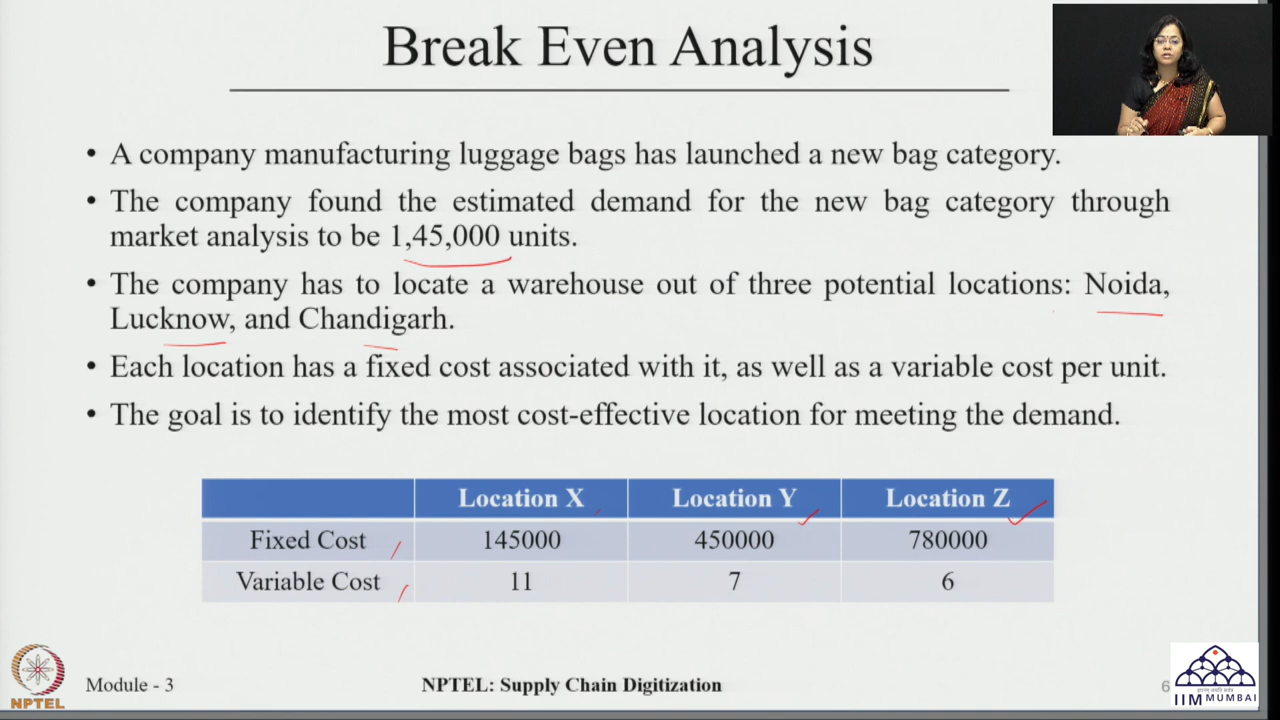 Break Even Analysis
• A company manufacturing luggage bags has launched a new bag category.
• The company found the estimated demand for the new bag category through
market analysis to be 1,45,000 units.
• The company has to locate a warehouse out of three potential locations: Noida,
Lucknow, and Chandigarh.
• Each location has a fixed cost associated with it, as well as a variable cost per unit.
• The goal is to identify the most cost-effective location for meeting the demand.
Location X Location Y Location Z
Fixed Cost 145000 450000 780000
Variable Cost 11 7 6
NPTEL
Module - 3
NPTEL: Supply Chain Digitization
6
IIM MUMBAI